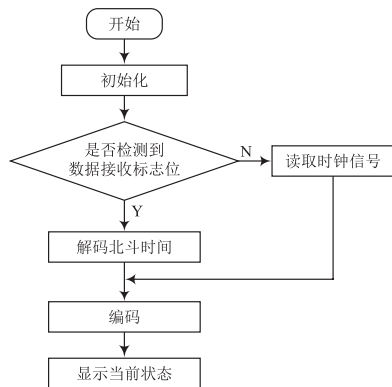 开始
初始化
是否检测到
数据接收标志位
N
读取时钟信号
Y
解码北斗时间
编码
显示当前状态